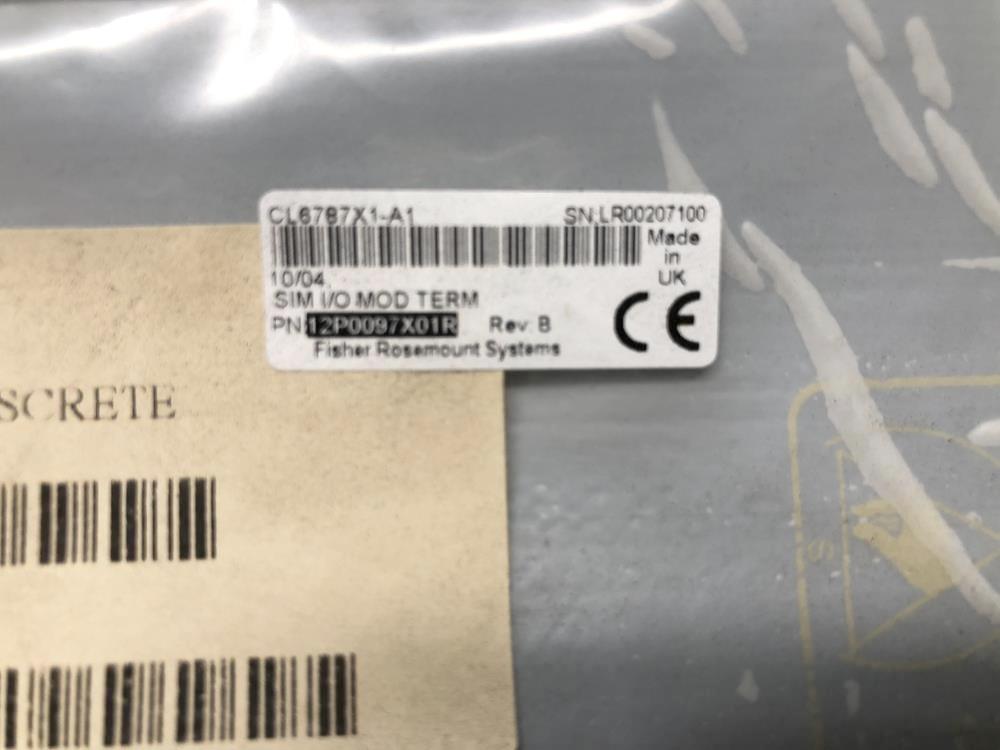 CL6787X1-A1 SN:LR00207100
Made
in
UK
10/04
SIM I/O MOD TERM
PN:12P0097X01R Rev: B
CE
Fisher Rosemount Systems
SCRETE